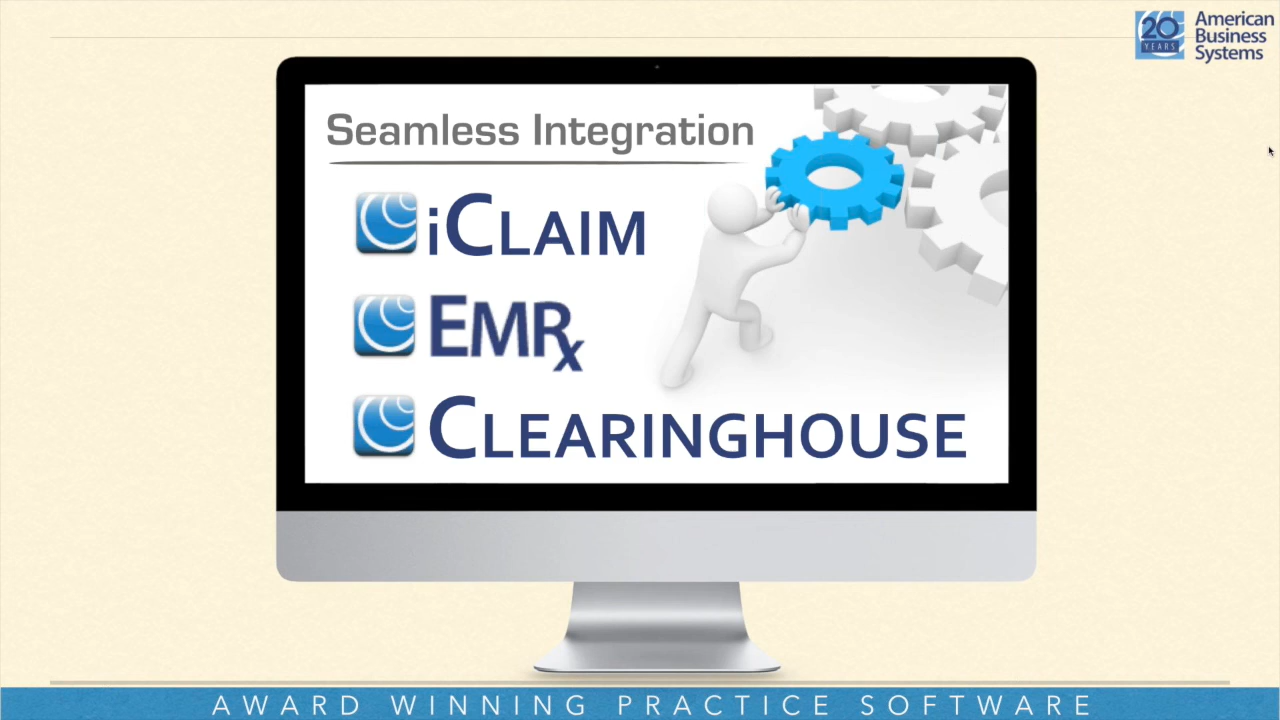 20
YEARS
American
Business
Systems
Seamless Integration
iCLAIM
EMRx
CLEARINGHOUSE
AWARD WINNING PRACTICE SOFTWARE